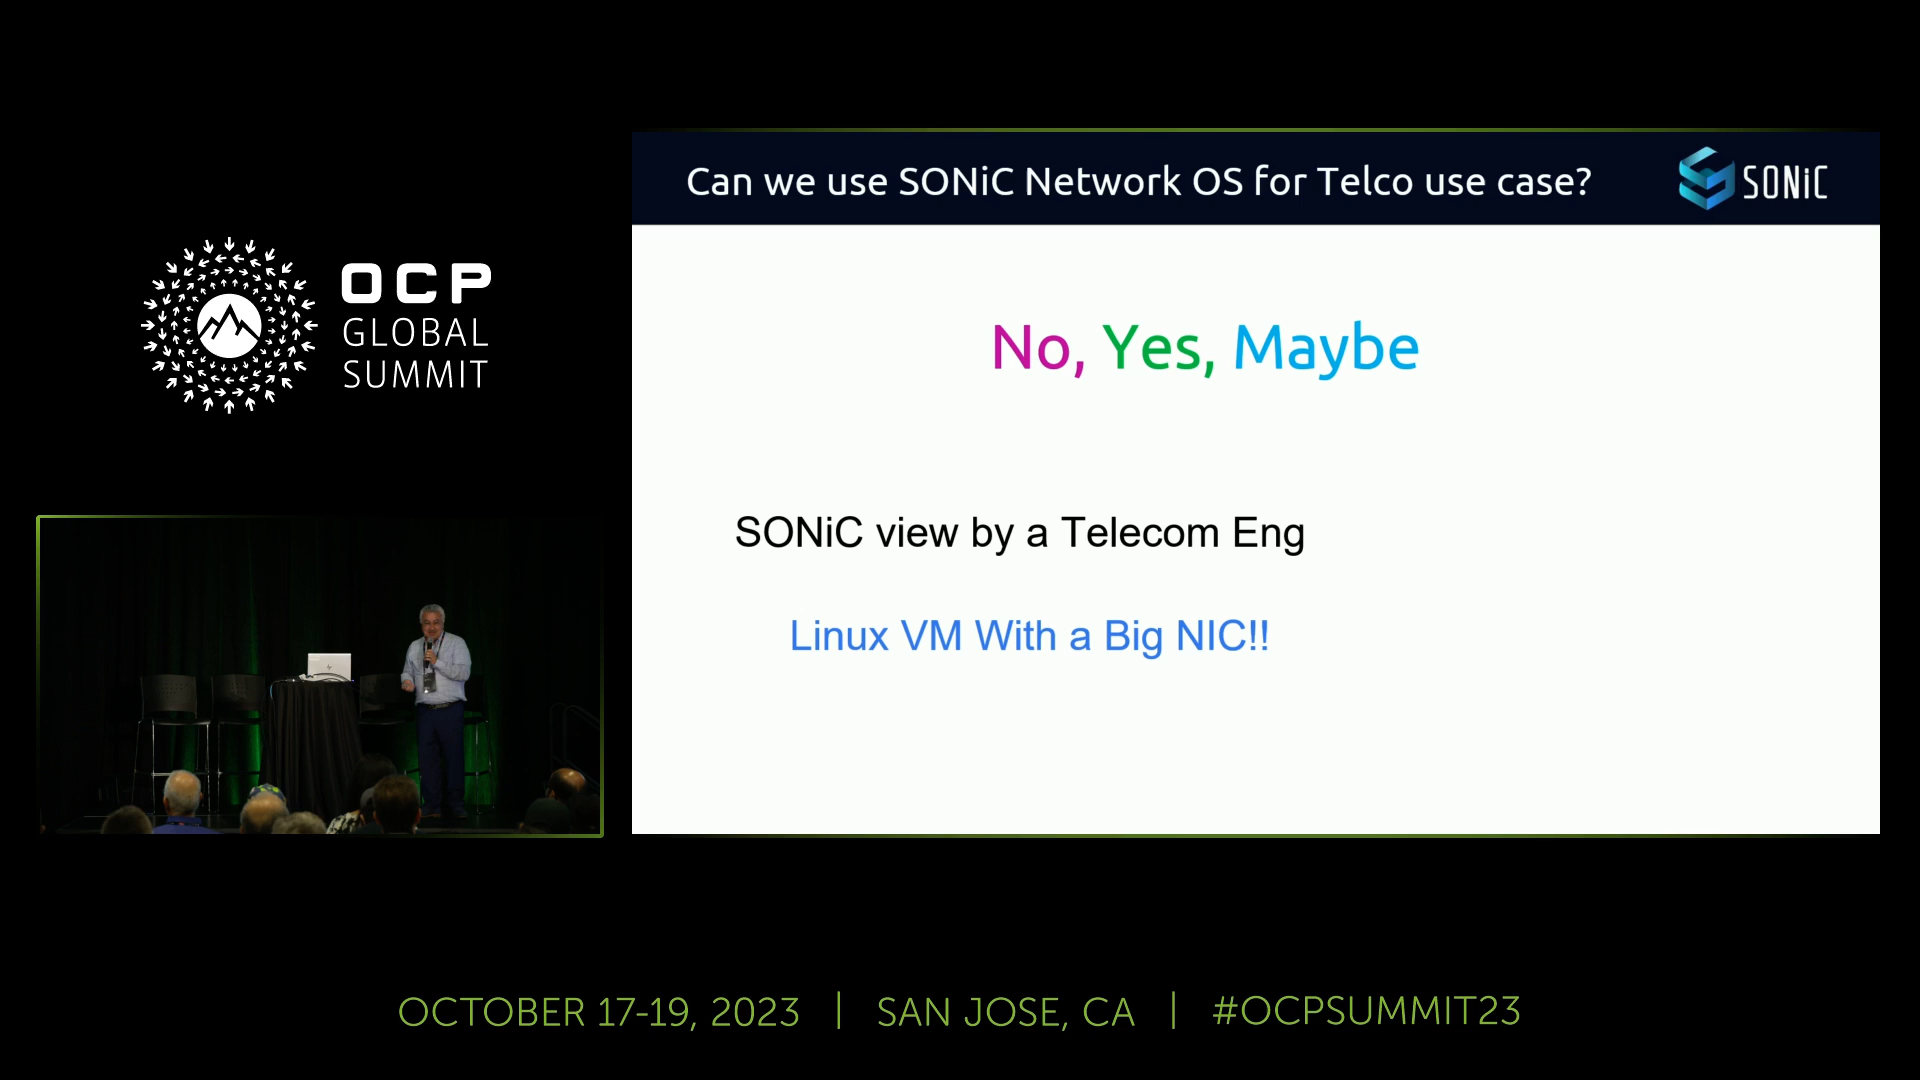 OCP
GLOBAL
SUMMIT
Can we use SONiC Network OS for Telco use case?
SONiC
No, Yes, Maybe
SONiC view by a Telecom Eng
Linux VM With a Big NIC!!
OCTOBER 17-19, 2023 | SAN JOSE, CA | #OCPSUMMIT23